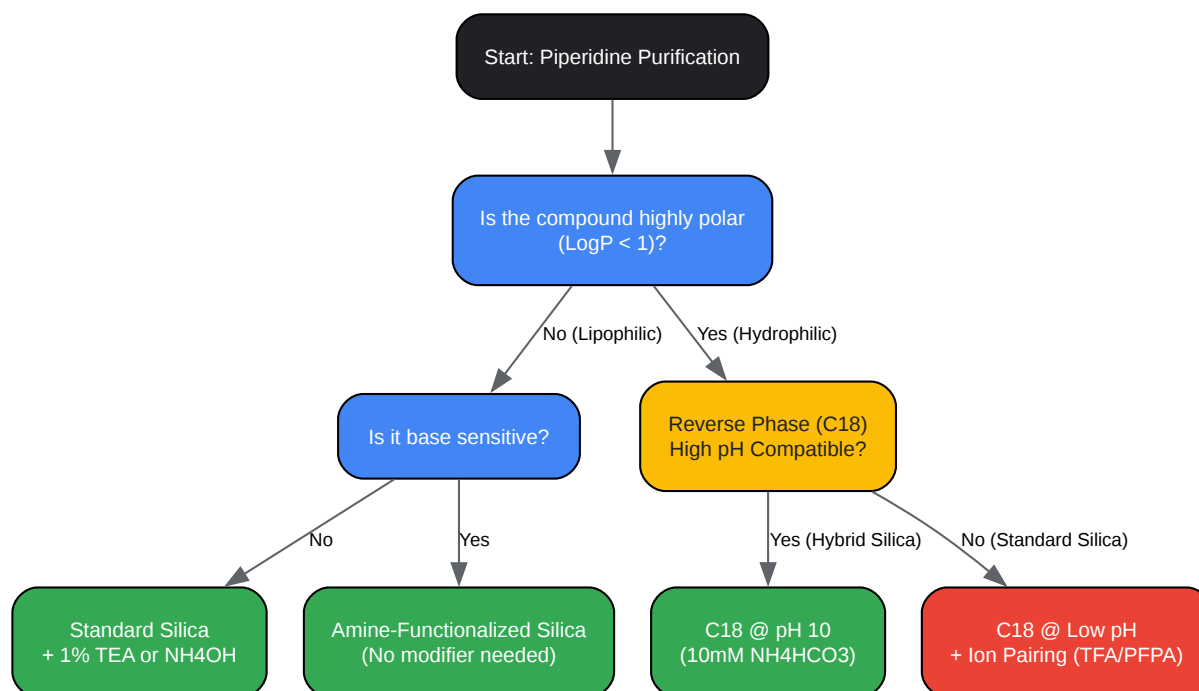 Start: Piperidine Purification
Is the compound highly polar
(LogP < 1)?
No (Lipophilic)
Yes (Hydrophilic)
Is it base sensitive?
Reverse Phase (C18)
High pH Compatible?
No
Yes
Yes (Hybrid Silica)
No (Standard Silica)
Standard Silica
+ 1% TEA or NH4OH
Amine-Functionalized Silica
(No modifier needed)
C18 @ pH 10
(10mM NH4HCO3)
C18 @ Low pH
+ Ion Pairing (TFA/PFPA)